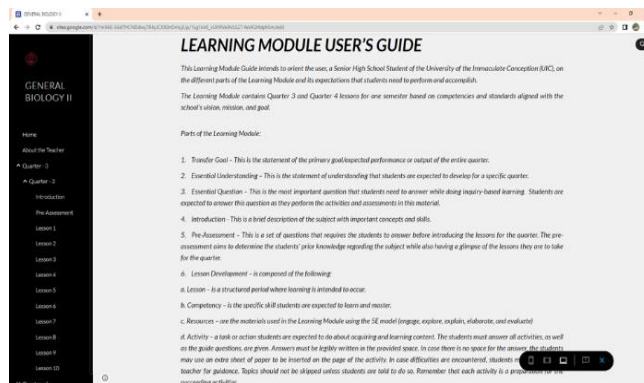 GENERAL BIOLOGY II
GENERAL
BIOLOGY II
Home
About the Teacher
Quarter - 3
Quarter - 3
Introduction
Pre Assessment
Lesson 1
Lesson 2
Lesson 3
Lesson 4
Lesson 5
Lesson 6
Lesson 7
Lesson 8
Lesson 9
Lesson 10
LEARNING MODULE USER'S GUIDE
This Learning Module Guide intends to orient the user, a Senior High School Student of the University of the Immaculate Conception (UIC), on
the different parts of the Learning Module and its expectations that students need to perform and accomplish.
The Learning Module contains Quarter 3 and Quarter 4 lessons for one semester based on competencies and standards aligned with the
school's vision, mission, and goal.
Parts of the Learning Module:
1. Transfer Goal – This is the statement of the primary goal/expected performance or output of the entire quarter.
2. Essential Understanding – This is the statement of understanding that students are expected to develop for a specific quarter.
3. Essential Question – This is the most important question that students need to answer while doing inquiry-based learning. Students are
expected to answer this question as they perform the activities and assessments in this material.
4. Introduction - This is a brief description of the subject with important concepts and skills.
5. Pre-Assessment – This is a set of questions that requires the students to answer before introducing the lessons for the quarter. The pre-
assessment aims to determine the students' prior knowledge regarding the subject while also having a glimpse of the lessons they are to take
for the quarter.
6. Lesson Development – is composed of the following:
a. Lesson – is a structured period where learning is intended to occur.
b. Competency – is the specific skill students are expected to learn and master.
c. Resources – are the materials used in the Learning Module using the 5E model (engage, explore, explain, elaborate, and evaluate)
d. Activity – a task or action students are expected to do about acquiring and learning content. The students must answer all activities, as well
as the guide questions, are given. Answers must be legibly written in the provided space. In case there is no space for the answer, the students
may use an extra sheet of paper to be inserted on the page of the activity. In case difficulties are encountered, students
teacher for guidance. Topics should not be skipped unless students are told to do so. Remember that each activity is a